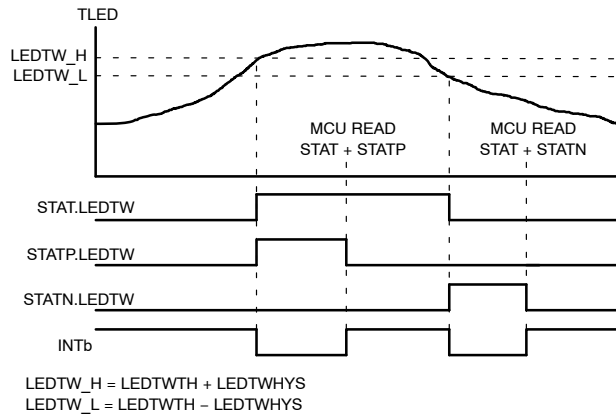 TLED
LEDTW_H
LEDTW_L
MCU READ
STAT + STATP
MCU READ
STAT + STATN
STAT.LEDTW
STATP.LEDTW
STATN.LEDTW
INTb
LEDTW_H = LEDTWTH + LEDTWHYS
LEDTW_L = LEDTWTH − LEDTWHYS